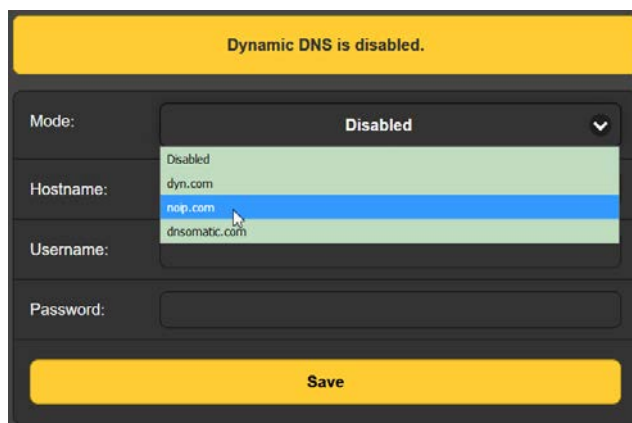 Dynamic DNS is disabled.
Mode:
Disabled
Disabled
dyn.com
noip.com
dnsomatic.com
Hostname:
Username:
Password:
Save